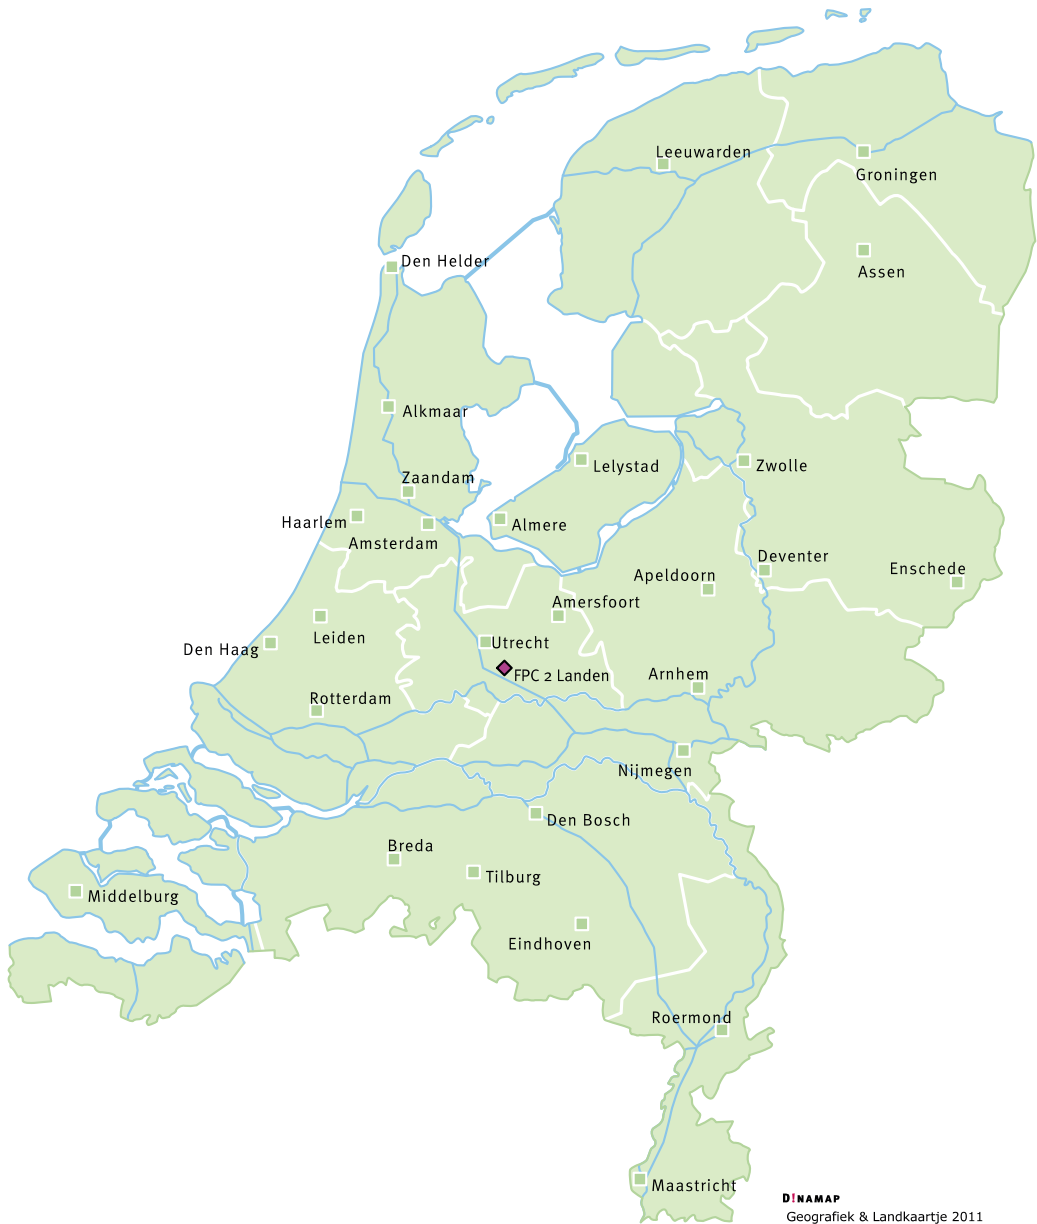 Leeuwarden
Groningen
Den Helder
Assen
Alkmaar
Zwolle
Lelystad
Zaandam
Haarlem
Almere
Amsterdam
Deventer
Enschede
Apeldoorn
Amersfoort
Leiden
Utrecht
Den Haag
FPC 2 Landen
Arnhem
Rotterdam
Nijmegen
Den Bosch
Breda
Tilburg
Middelburg
Eindhoven
Roermond
Maastricht
D!NAMAP
Geografiek & Landkaartje 2011